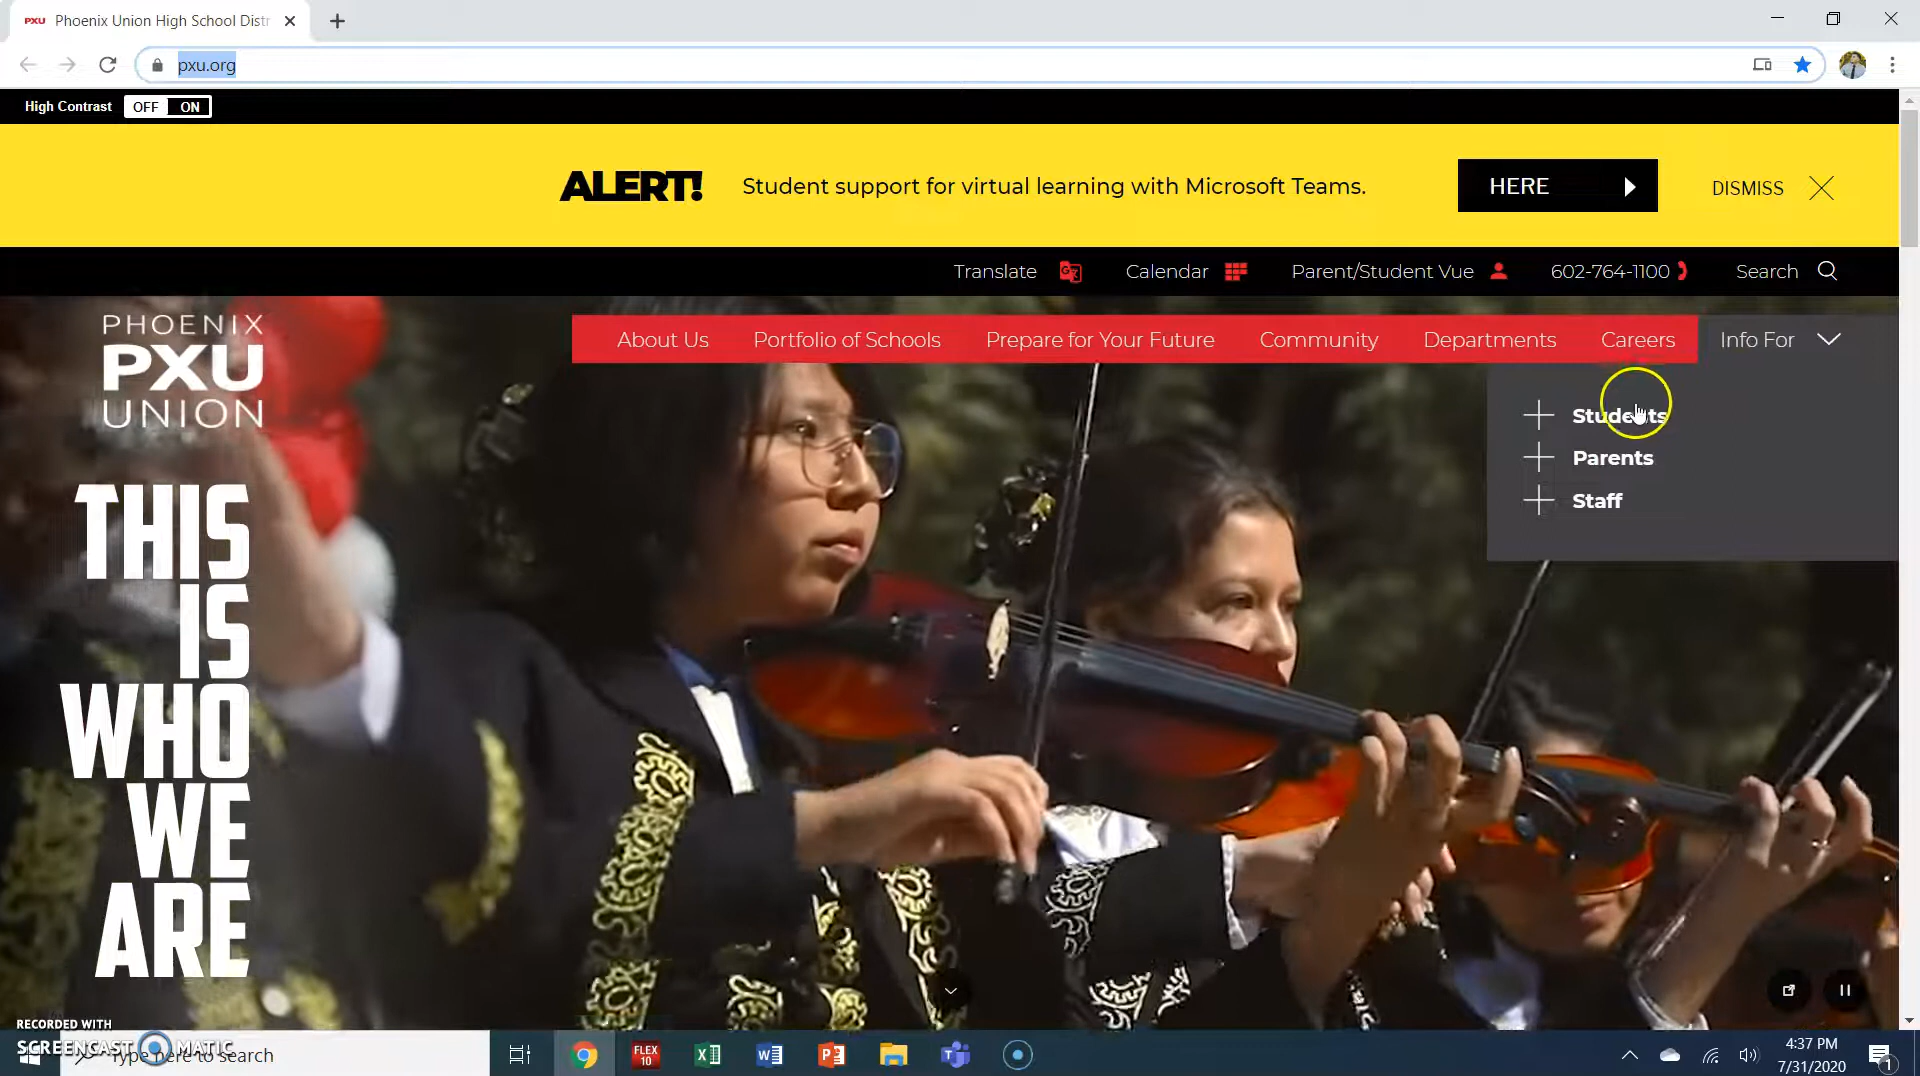 PXU Phoenix Union High School Distr
pxu.org
High Contrast OFF ON
ALERT! Student support for virtual learning with Microsoft Teams. HERE DISMISS
Translate Calendar Parent/Student Vue 602-764-1100 Search
PHOENIX
PXU
UNION
About Us Portfolio of Schools Prepare for Your Future Community Departments Careers Info For
Students
Parents
Staff
THIS
IS
WHO
WE
ARE
RECORDED WITH
SCREENCAST MATIC
Type here to search
FLEX
10
4:37 PM
7/31/2020
1